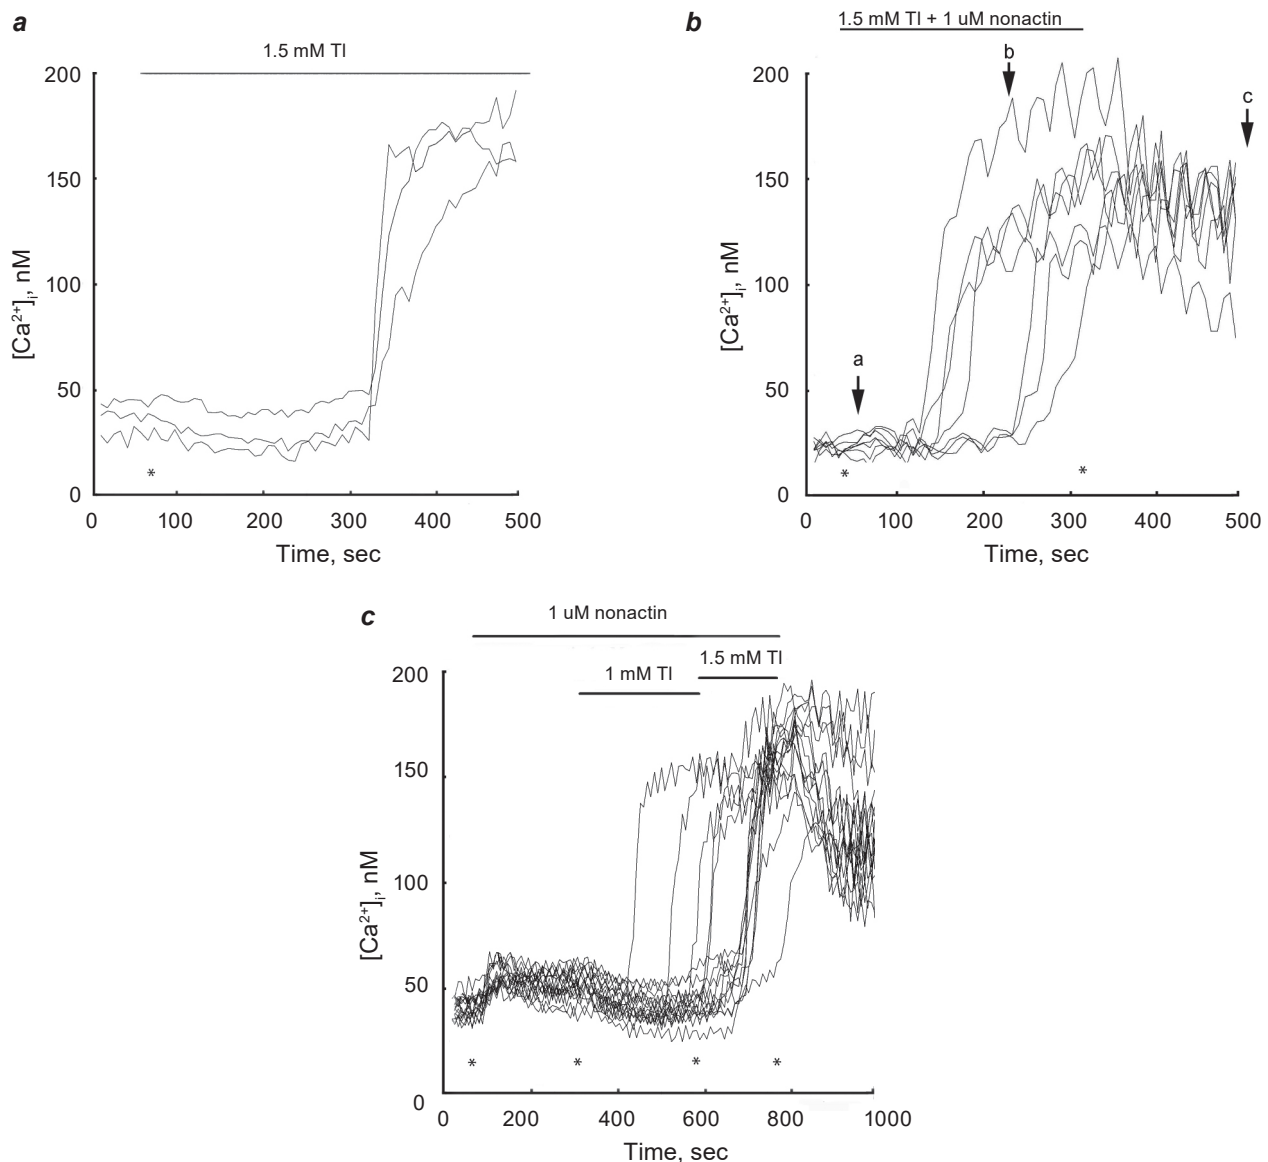 a
1.5 mM Tl
200
150
100
50
0
[Ca2+]i, nM
*
0 100 200 300 400 500
Time, sec
b
1.5 mM Tl + 1 uM nonactin
b
c
a
200
150
100
50
0
[Ca2+]i, nM
* *
0 100 200 300 400 500
Time, sec
c
1 uM nonactin
1.5 mM Tl
1 mM Tl
200
150
100
50
0
[Ca2+]i, nM
* * * *
0 200 400 600 800 1000
Time, sec